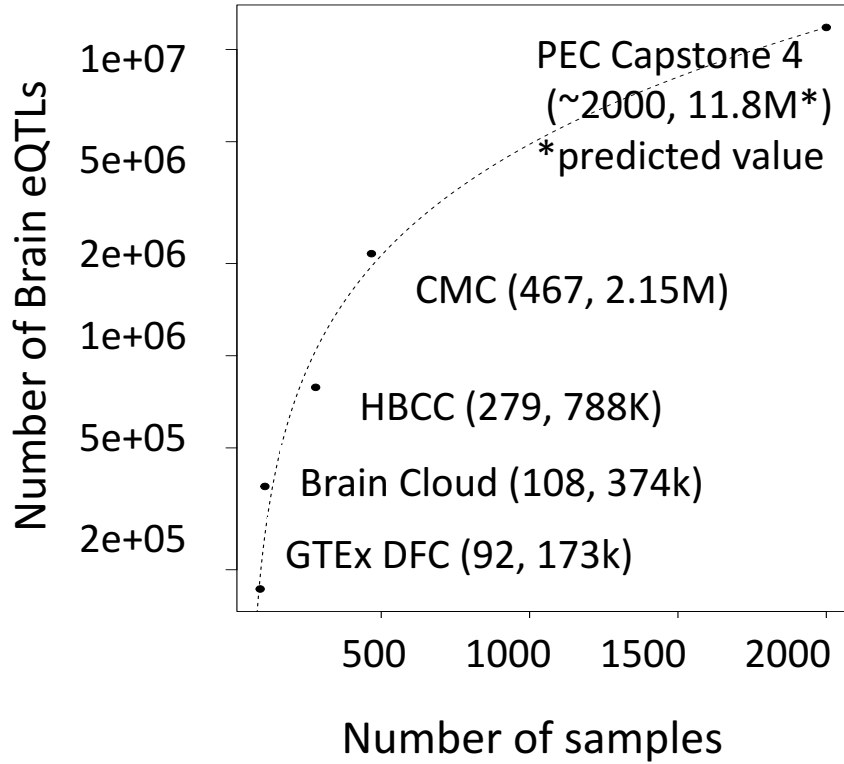 Number of Brain eQTLs
1e+07
5e+06
2e+06
1e+06
5e+05
2e+05
PEC Capstone 4
(~2000, 11.8M*)
*predicted value
CMC (467, 2.15M)
HBCC (279, 788K)
Brain Cloud (108, 374k)
GTEx DFC (92, 173k)
500 1000 1500 2000
Number of samples